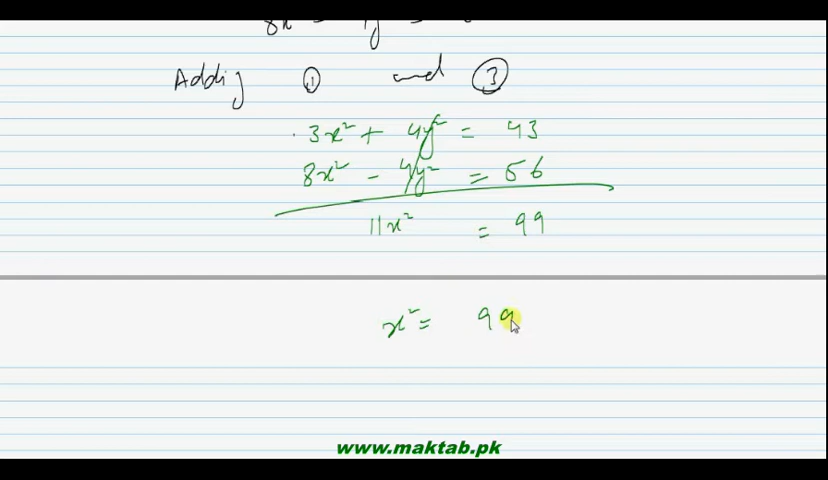 Adding ① and ③
3x² + 4y² = 43
8x² - 4y² = 56
11x² = 99
x² = 99
www.maktab.pk